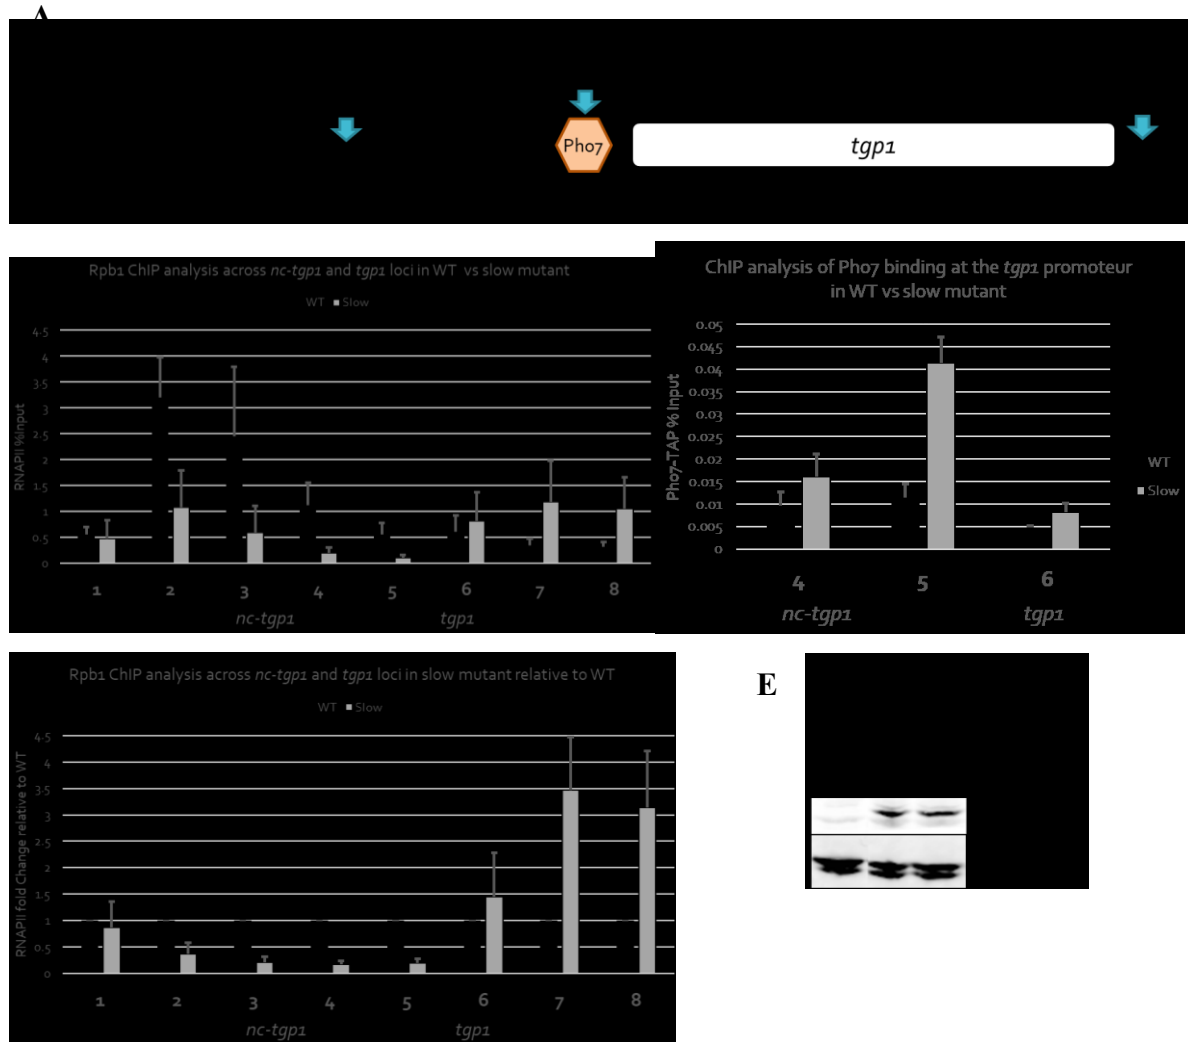 A
Pho7
tgp1
Rpb1 ChIP analysis across nc-tgp1 and tgp1 loci in WT vs slow mutant
WT Slow
RNAPII %Input
4.5
4
3.5
3
2.5
2
1.5
1
0.5
0
1 2 3 4 5 6 7 8
nc-tgp1 tgp1
ChIP analysis of Pho7 binding at the tgp1 promoteur
in WT vs slow mutant
Pho7-TAP % Input
0.05
0.045
0.04
0.035
0.03
0.025
0.02
0.015
0.01
0.005
0
WT
Slow
4 5 6
nc-tgp1 tgp1
Rpb1 ChIP analysis across nc-tgp1 and tgp1 loci in slow mutant relative to WT
WT Slow
RNAPII fold Change relative to WT
4.5
4
3.5
3
2.5
2
1.5
1
0.5
0
1 2 3 4 5 6 7 8
nc-tgp1 tgp1
E